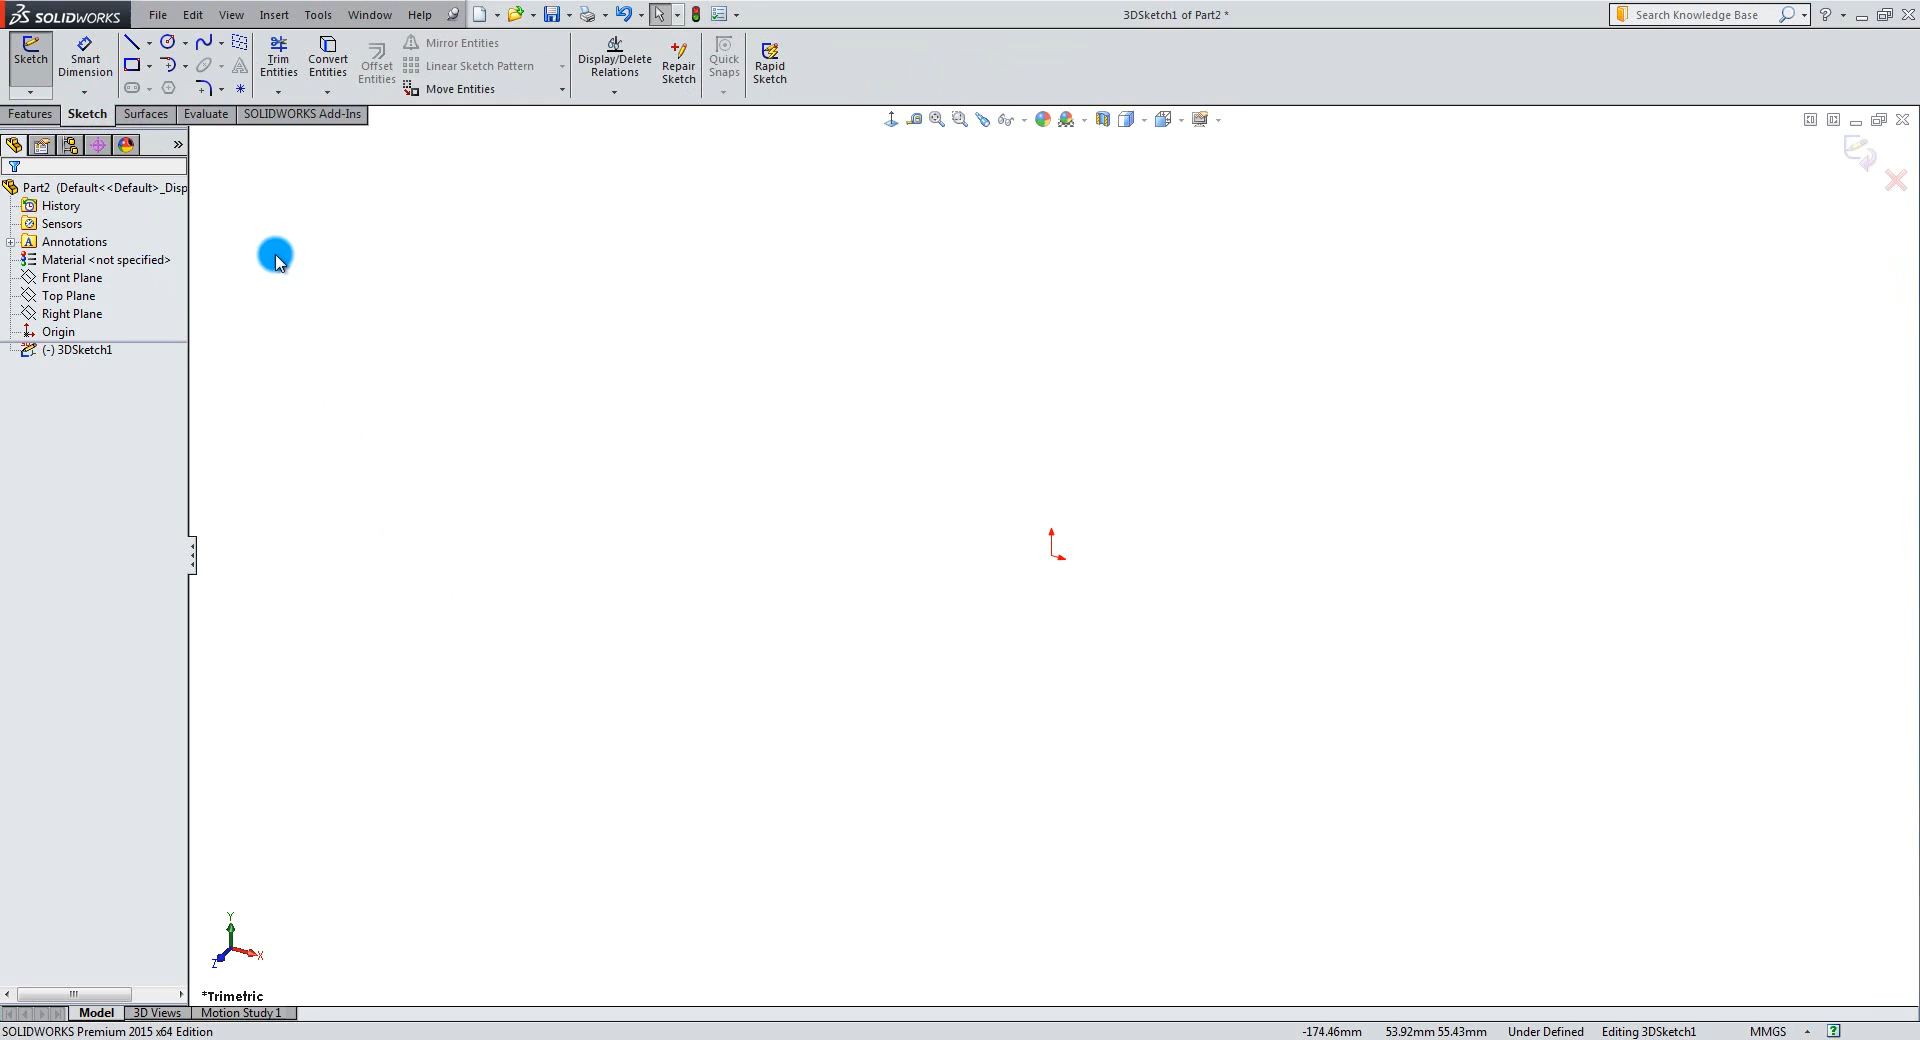 SOLIDWORKS File Edit View Insert Tools Window Help 3DSketch1 of Part2 * Search Knowledge Base ?
Sketch Smart Dimension Trim Entities Convert Entities Offset Entities Mirror Entities Display/Delete Relations Repair Sketch Quick Snaps Rapid Sketch
Linear Sketch Pattern
Move Entities
Features Sketch Surfaces Evaluate SOLIDWORKS Add-Ins
Part2 (Default<<Default>_Disp
History
Sensors
A Annotations
Material <not specified>
Front Plane
Top Plane
Right Plane
Origin
3D (-) 3DSketch1
Y
X
Z
*Trimetric
Model 3D Views Motion Study 1
SOLIDWORKS Premium 2015 x64 Edition -174.46mm 53.92mm 55.43mm Under Defined Editing 3DSketch1 MMGS ?